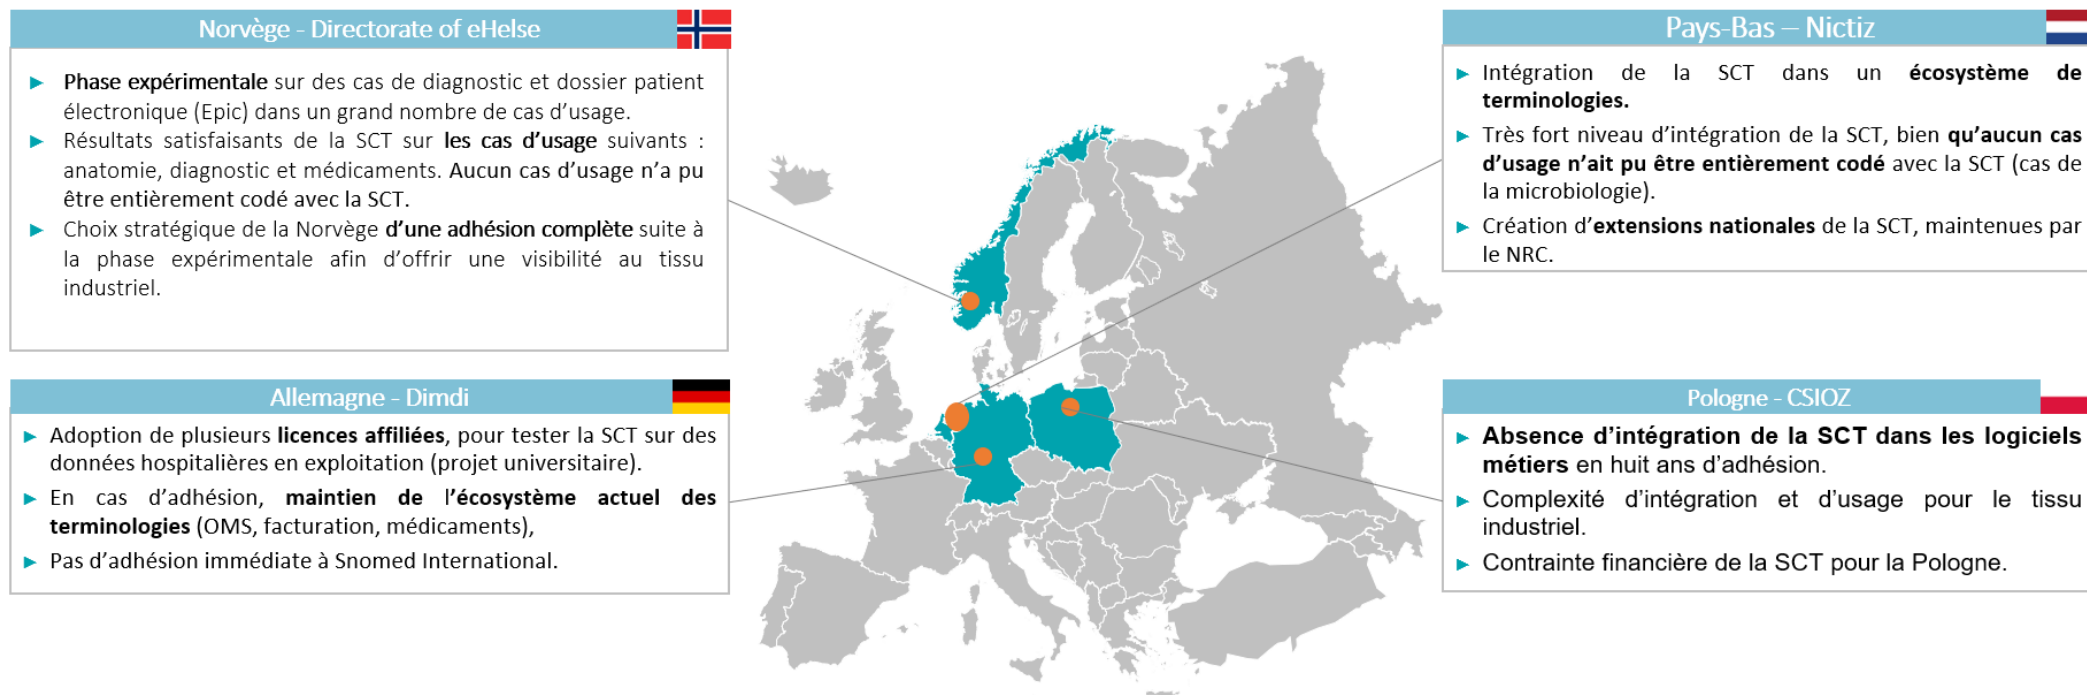 Norvège - Directorate of eHelse
► Phase expérimentale sur des cas de diagnostic et dossier patient
électronique (Epic) dans un grand nombre de cas d’usage.
► Résultats satisfaisants de la SCT sur les cas d’usage suivants :
anatomie, diagnostic et médicaments. Aucun cas d’usage n’a pu
être entièrement codé avec la SCT.
► Choix stratégique de la Norvège d’une adhésion complète suite à
la phase expérimentale afin d’offrir une visibilité au tissu
industriel.
Allemagne - Dimdi
► Adoption de plusieurs licences affiliées, pour tester la SCT sur des
données hospitalières en exploitation (projet universitaire).
► En cas d’adhésion, maintien de l’écosystème actuel des
terminologies (OMS, facturation, médicaments),
► Pas d’adhésion immédiate à Snomed International.
Pays-Bas – Nictiz
► Intégration de la SCT dans un écosystème de
terminologies.
► Très fort niveau d’intégration de la SCT, bien qu’aucun cas
d’usage n’ait pu être entièrement codé avec la SCT (cas de
la microbiologie).
► Création d’extensions nationales de la SCT, maintenues par
le NRC.
Pologne - CSIOZ
► Absence d’intégration de la SCT dans les logiciels
métiers en huit ans d’adhésion.
► Complexité d’intégration et d’usage pour le tissu
industriel.
► Contrainte financière de la SCT pour la Pologne.